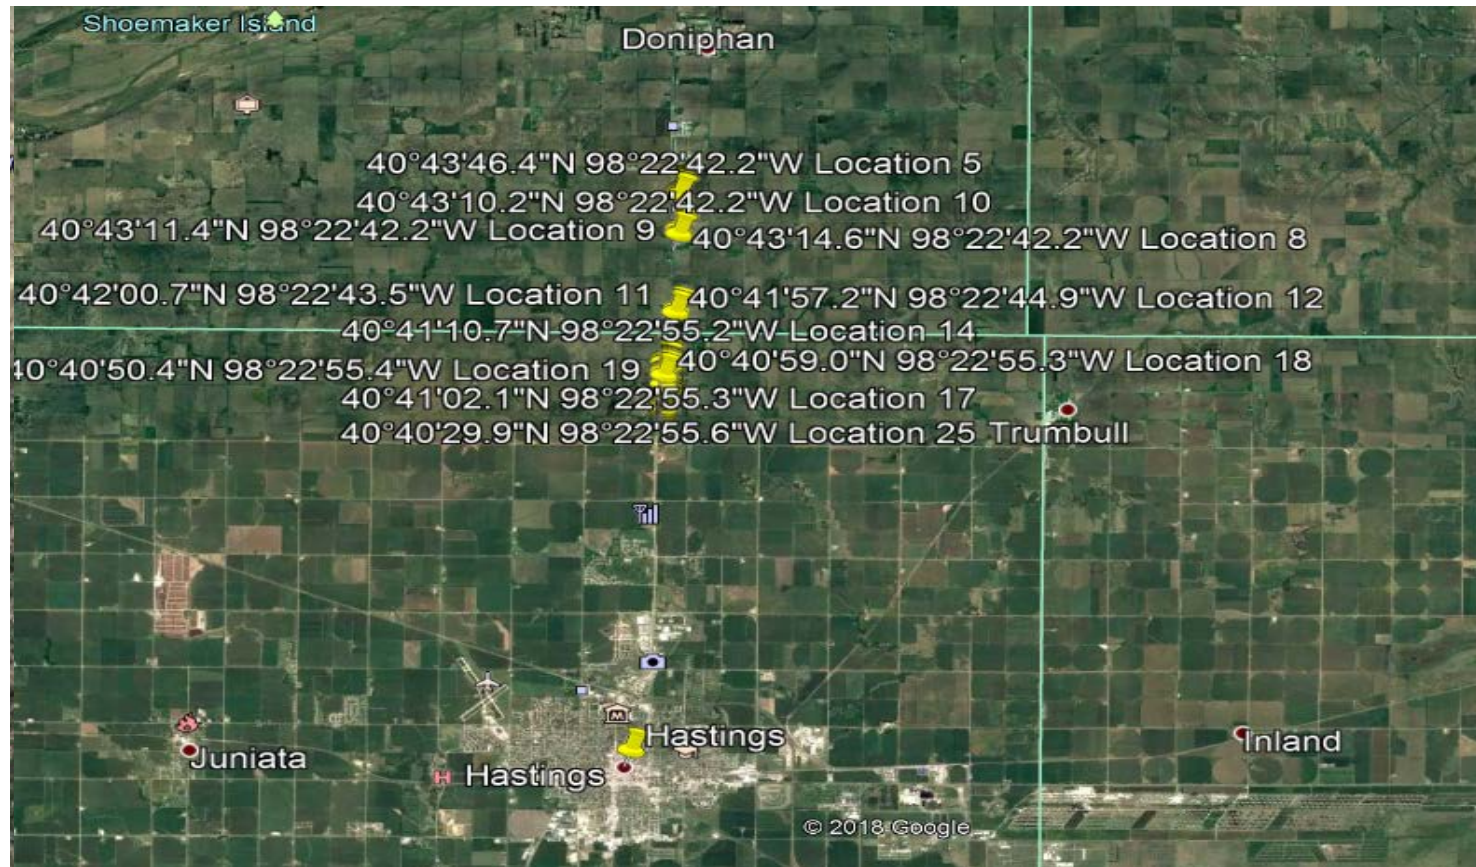 Shoemaker Island
Doniphan
40°43'46.4"N 98°22'42.2"W Location 5
40°43'10.2"N 98°22'42.2"W Location 10
40°43'11.4"N 98°22'42.2"W Location 9
40°43'14.6"N 98°22'42.2"W Location 8
40°42'00.7"N 98°22'43.5"W Location 11
40°41'57.2"N 98°22'44.9"W Location 12
40°41'10.7"N 98°22'55.2"W Location 14
40°40'59.0"N 98°22'55.3"W Location 18
40°40'50.4"N 98°22'55.4"W Location 19
40°41'02.1"N 98°22'55.3"W Location 17
40°40'29.9"N 98°22'55.6"W Location 25
Trumbull
Hastings
Inland
Juniata
H
Hastings
© 2018 Google